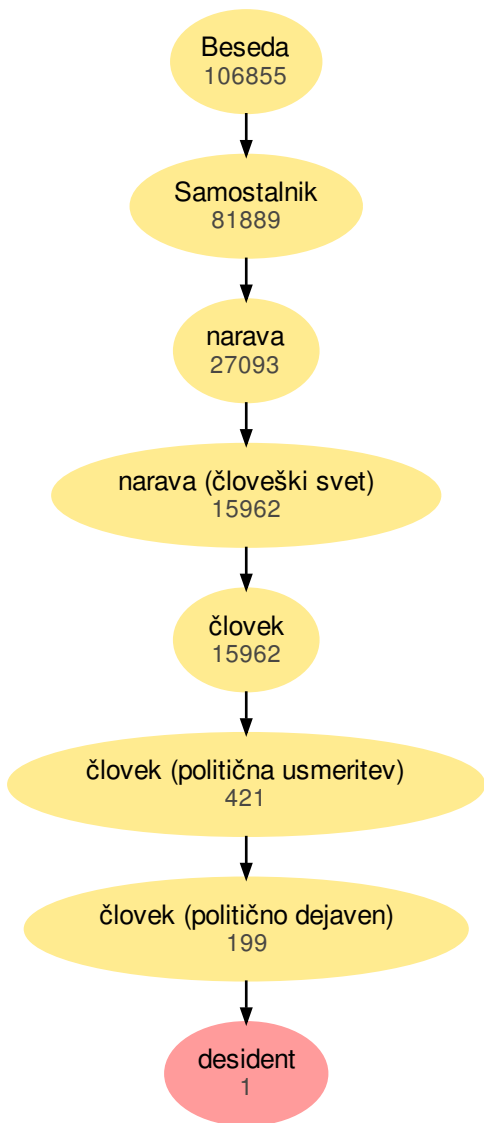 Beseda
106855
Samostalnik
81889
narava
27093
narava (človeški svet)
15962
človek
15962
človek (politična usmeritev)
421
človek (politično dejaven)
199
desident
1